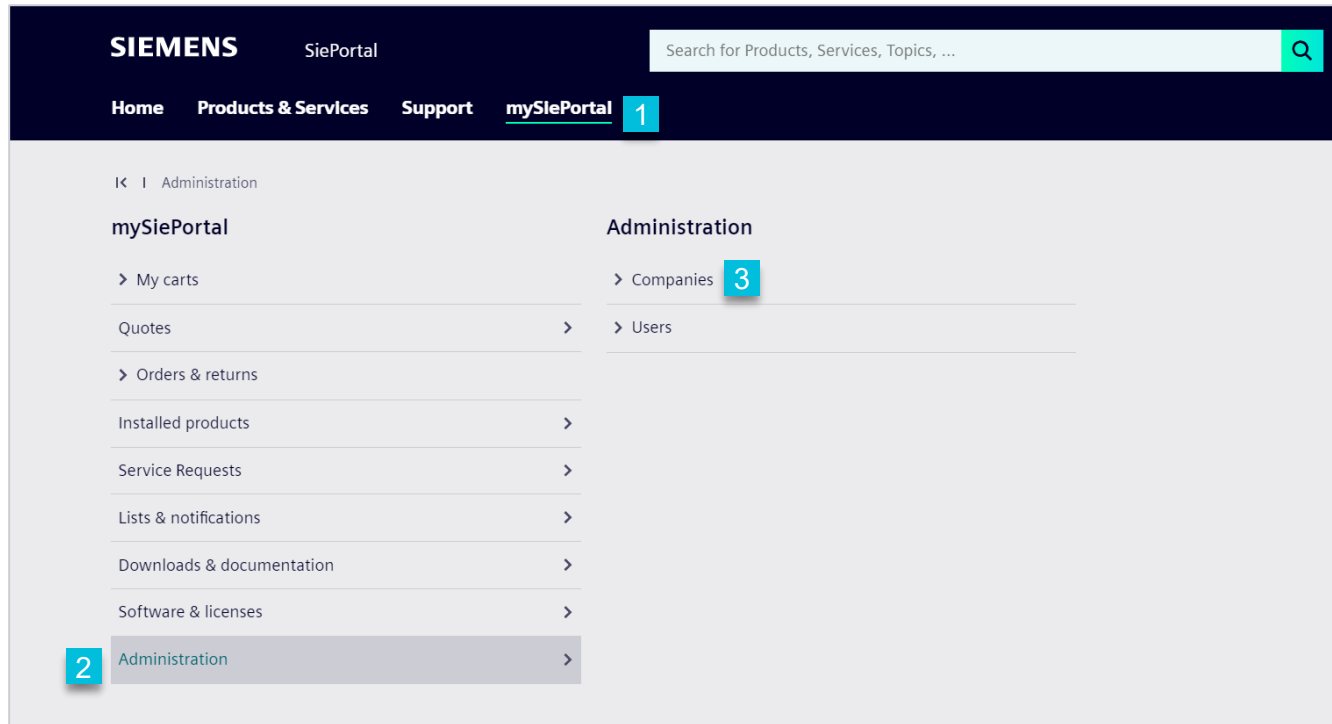 SIEMENS SiePortal Search for Products, Services, Topics, ...
Home Products & Services Support mySiePortal 1
Administration
mySiePortal
My carts
Quotes
Orders & returns
Installed products
Service Requests
Lists & notifications
Downloads & documentation
Software & licenses
2 Administration
Administration
Companies 3
Users